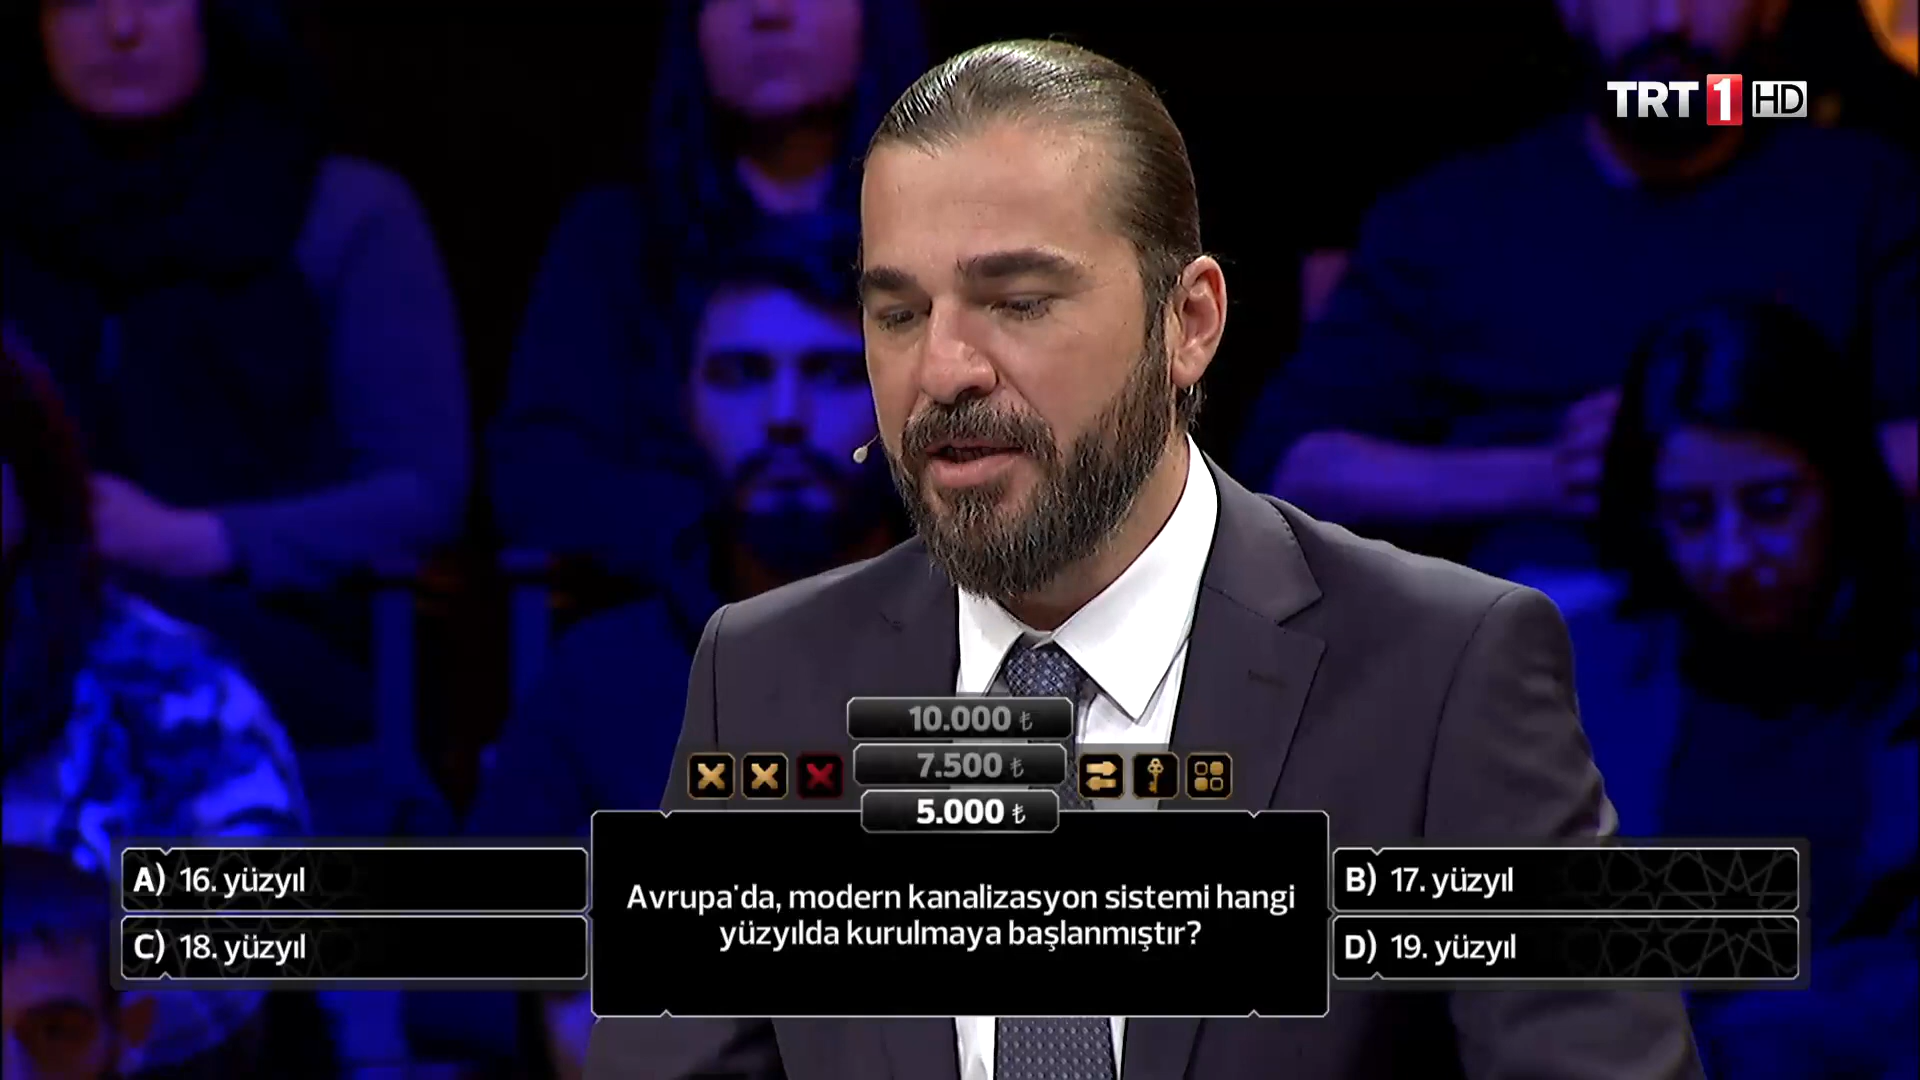 TRT 1 HD
10.000 ₺
7.500 ₺
5.000 ₺
Avrupa'da, modern kanalizasyon sistemi hangi
yüzyılda kurulmaya başlanmıştır?
A) 16. yüzyıl
B) 17. yüzyıl
C) 18. yüzyıl
D) 19. yüzyıl